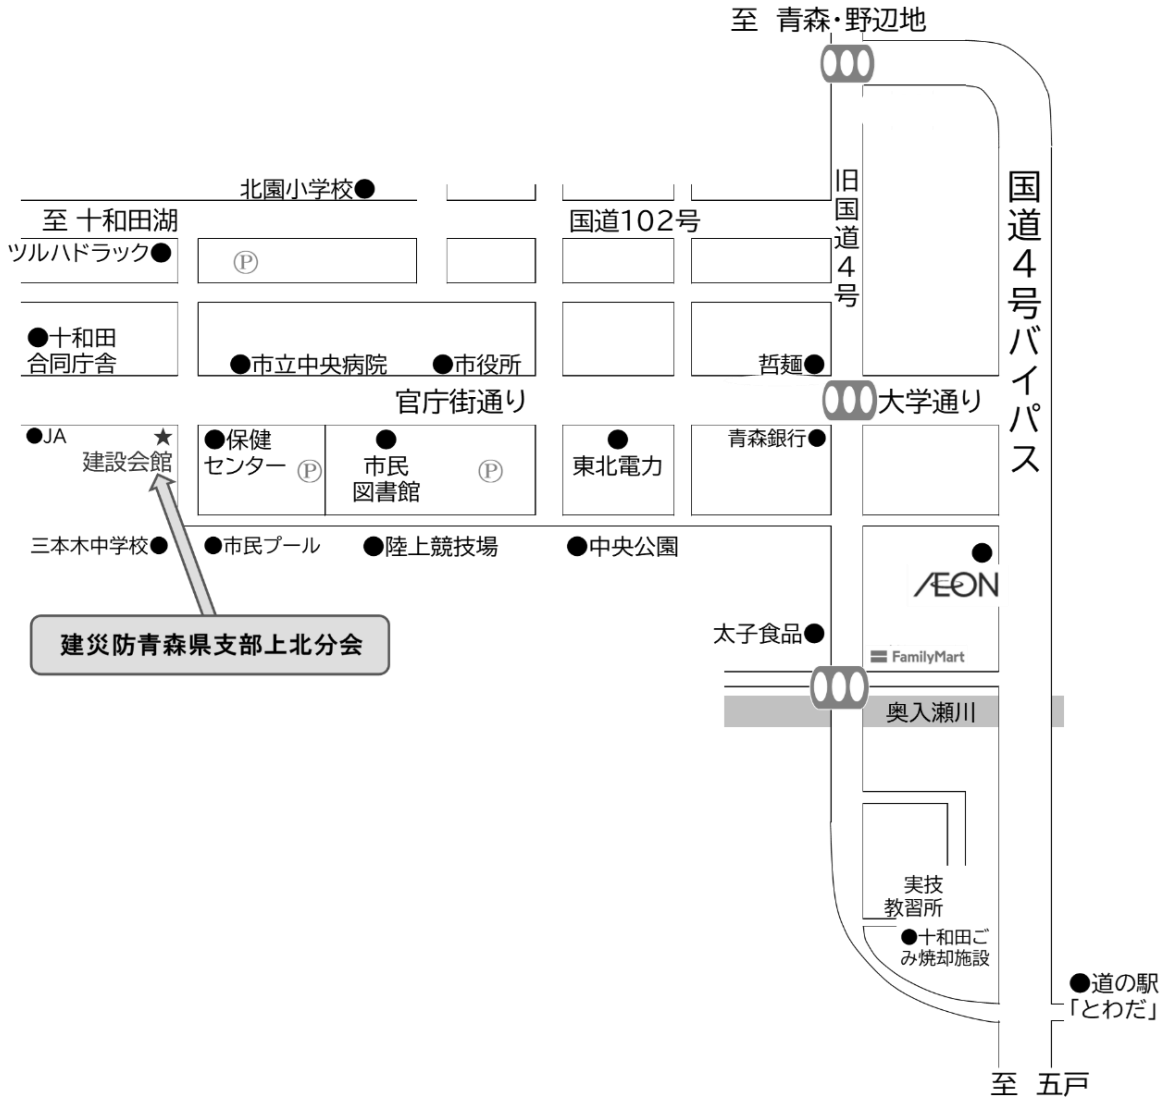 至 青森・野辺地
北園小学校
至 十和田湖
国道102号
旧国道4号
国道4号バイパス
ツルハドラック
Ⓟ
十和田
合同庁舎
市立中央病院
市役所
哲麺
官庁街通り
大学通り
JA
★
建設会館
保健
センター
Ⓟ
市民
図書館
Ⓟ
東北電力
青森銀行
三本木中学校
市民プール
陸上競技場
中央公園
ÆON
建災防青森県支部上北分会
太子食品
FamilyMart
奥入瀬川
実技
教習所
十和田ご
み焼却施設
道の駅
「とわだ」
至 五戸